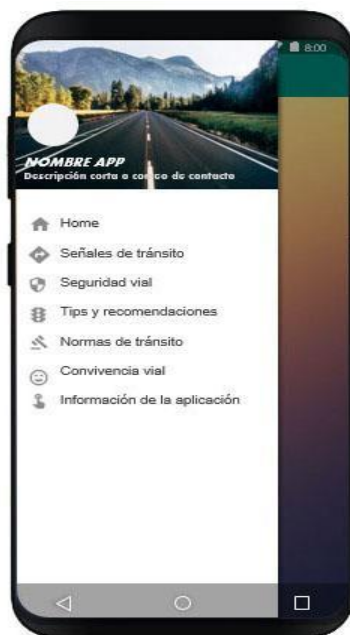 8:00
NOMBRE APP
Descripción corta o correo de contacto
Home
Señales de tránsito
Seguridad vial
Tips y recomendaciones
Normas de tránsito
Convivencia vial
Información de la aplicación